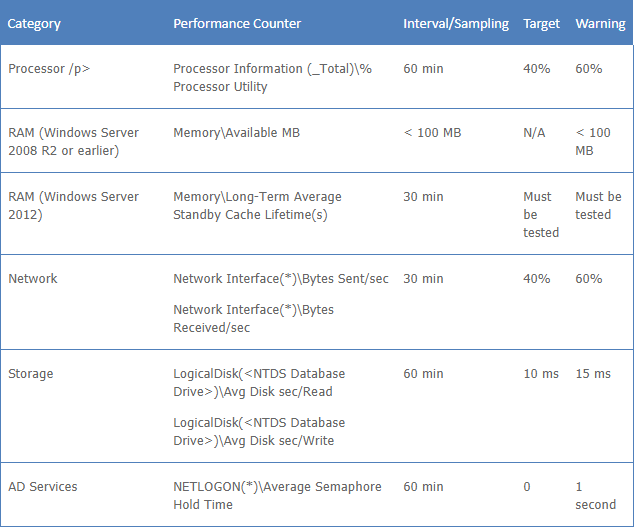 Category Performance Counter Interval/Sampling Target Warning
Processor /p> Processor Information (_Total)\% 60 min 40% 60%
Processor Utility
RAM (Windows Server Memory\Available MB < 100 MB N/A < 100
2008 R2 or earlier) MB
RAM (Windows Server Memory\Long-Term Average 30 min Must Must be
2012) Standby Cache Lifetime(s) be tested
tested
Network Network Interface(*)\Bytes Sent/sec 30 min 40% 60%
Network Interface(*)\Bytes
Received/sec
Storage LogicalDisk(<NTDS Database 60 min 10 ms 15 ms
Drive>)\Avg Disk sec/Read
LogicalDisk(<NTDS Database
Drive>)\Avg Disk sec/Write
AD Services NETLOGON(*)\Average Semaphore 60 min 0 1
Hold Time second